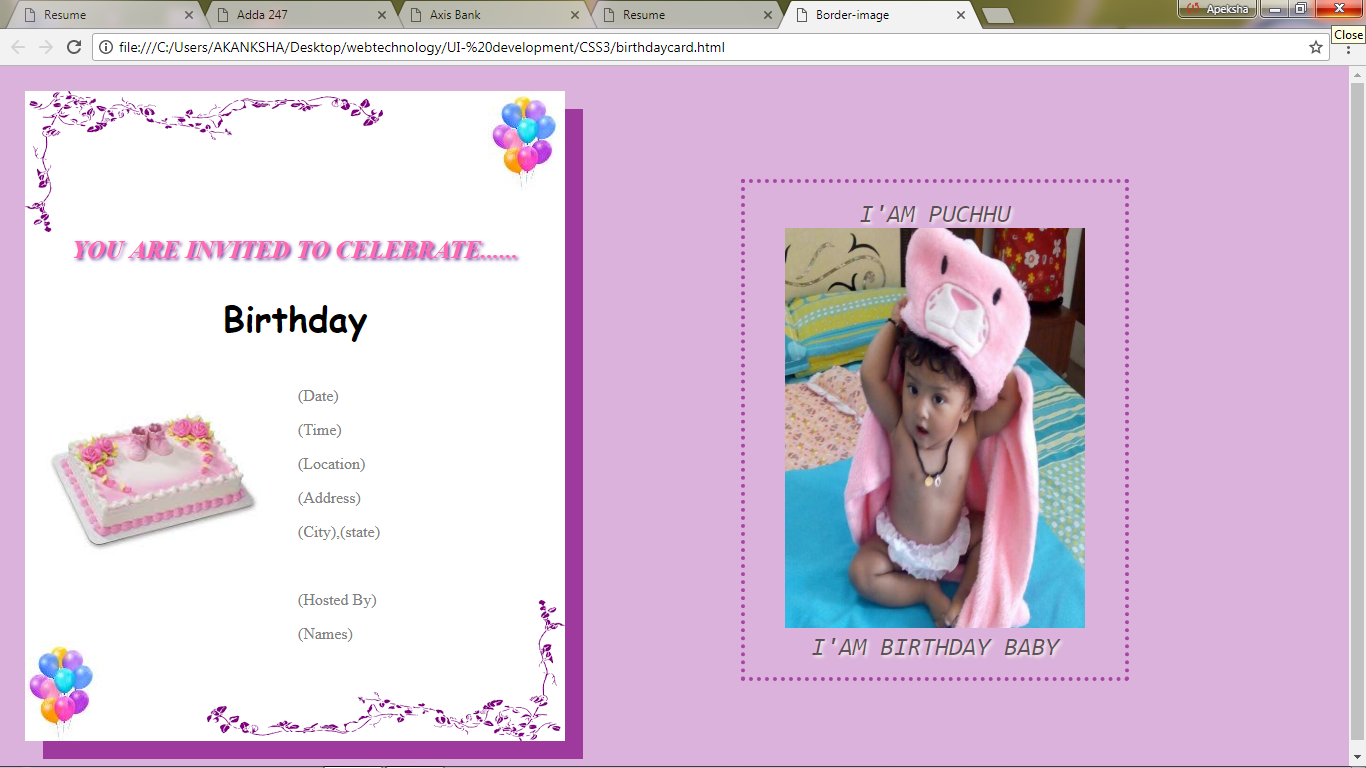 Resume
Adda 247
Axis Bank
Resume
Border-image
Apeksha
Close
file:///C:/Users/AKANKSHA/Desktop/webtechnology/UI-%20development/CSS3/birthdaycard.html
YOU ARE INVITED TO CELEBRATE......
Birthday
(Date)
(Time)
(Location)
(Address)
(City),(state)
(Hosted By)
(Names)
I'AM PUCHHU
I'AM BIRTHDAY BABY